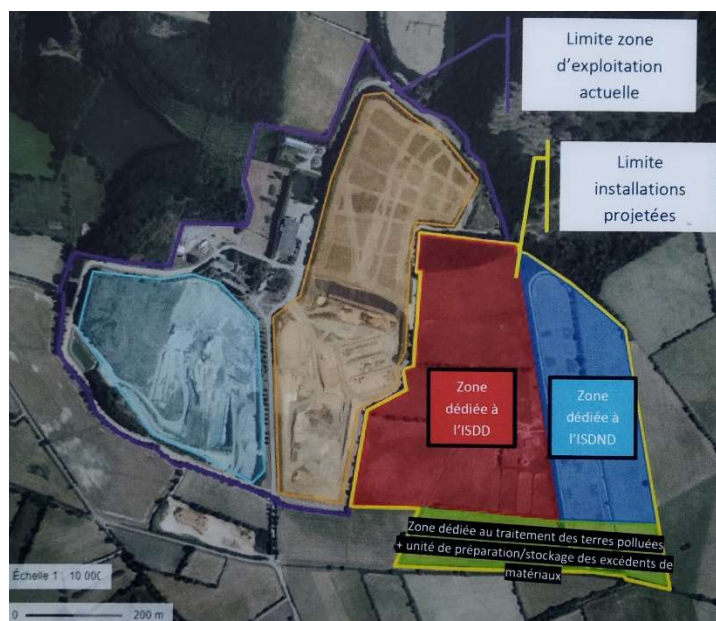 Limite zone
d'exploitation
actuelle
Limite
installations
projetées
Zone
dédiée à
l'ISDD
Zone
dédiée à
l'ISDND
Zone dédiée au traitement des terres polluées
+ unité de préparation/stockage des excédents de
matériaux
Échelle 1 : 10 000
0 200 m